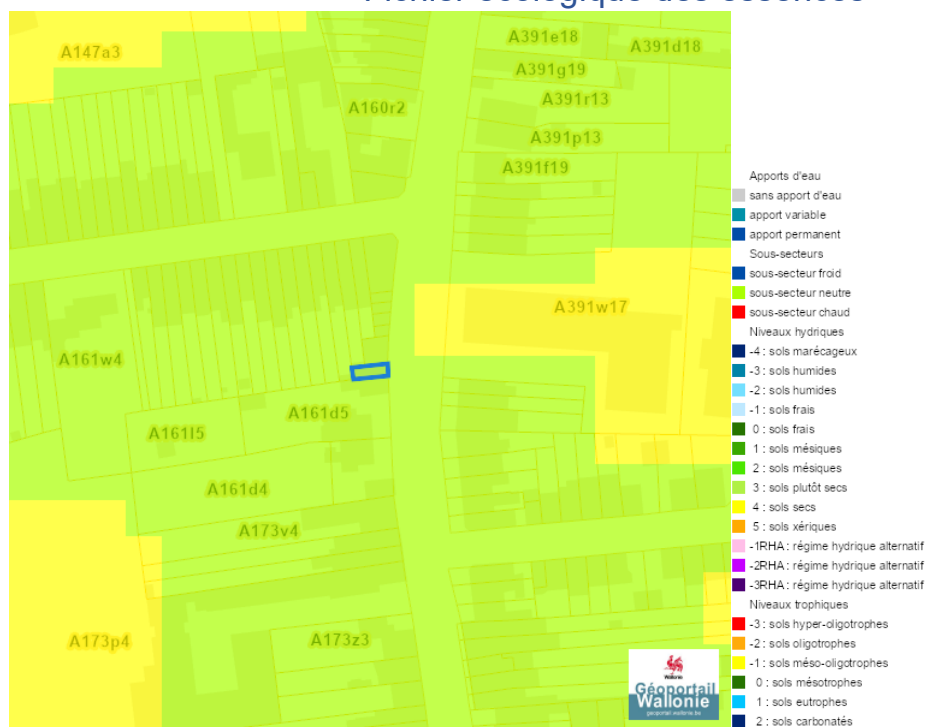 Fichier écologique des essences
A147a3
A391e18
A391d18
A391g19
A160r2
A391r13
A391p13
A391f19
A391w17
A161w4
A161d5
A161l5
A161d4
A173v4
A173p4
A173z3
Wallonie
Géoportail
Wallonie
geoportail.wallonie.be
Apports d'eau
sans apport d'eau
apport variable
apport permanent
Sous-secteurs
sous-secteur froid
sous-secteur neutre
sous-secteur chaud
Niveaux hydriques
-4 : sols marécageux
-3 : sols humides
-2 : sols humides
-1 : sols frais
0 : sols frais
1 : sols mésiques
2 : sols mésiques
3 : sols plutôt secs
4 : sols secs
5 : sols xériques
-1RHA : régime hydrique alternatif
-2RHA : régime hydrique alternatif
-3RHA : régime hydrique alternatif
Niveaux trophiques
-3 : sols hyper-oligotrophes
-2 : sols oligotrophes
-1 : sols méso-oligotrophes
0 : sols mésotrophes
1 : sols eutrophes
2 : sols carbonatés